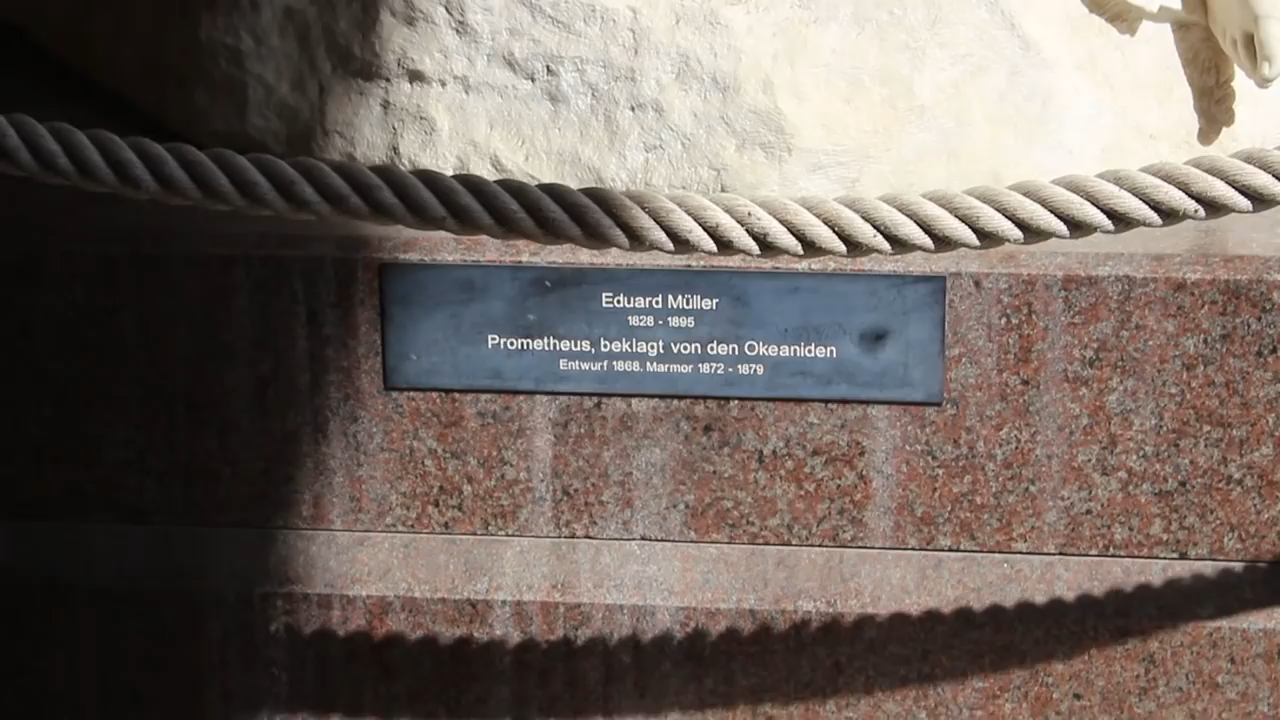 Eduard Müller
1828 - 1895
Prometheus, beklagt von den Okeaniden
Entwurf 1868. Marmor 1872 - 1879